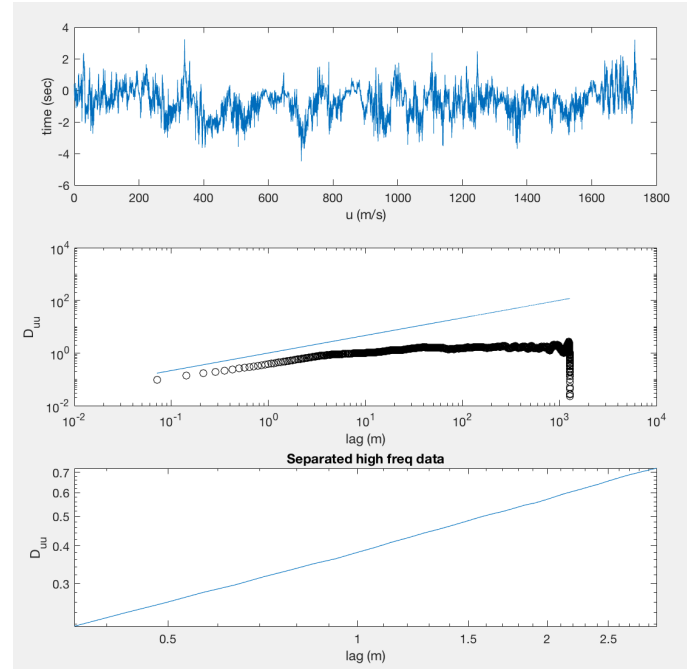 4
2
0
-2
-4
-6
time (sec)
0 200 400 600 800 1000 1200 1400 1600 1800
u (m/s)
10^4
10^2
10^0
10^-2
D_uu
10^-2 10^-1 10^0 10^1 10^2 10^3 10^4
lag (m)
Separated high freq data
0.7
0.6
0.5
0.4
0.3
D_uu
0.5 1 1.5 2 2.5
lag (m)